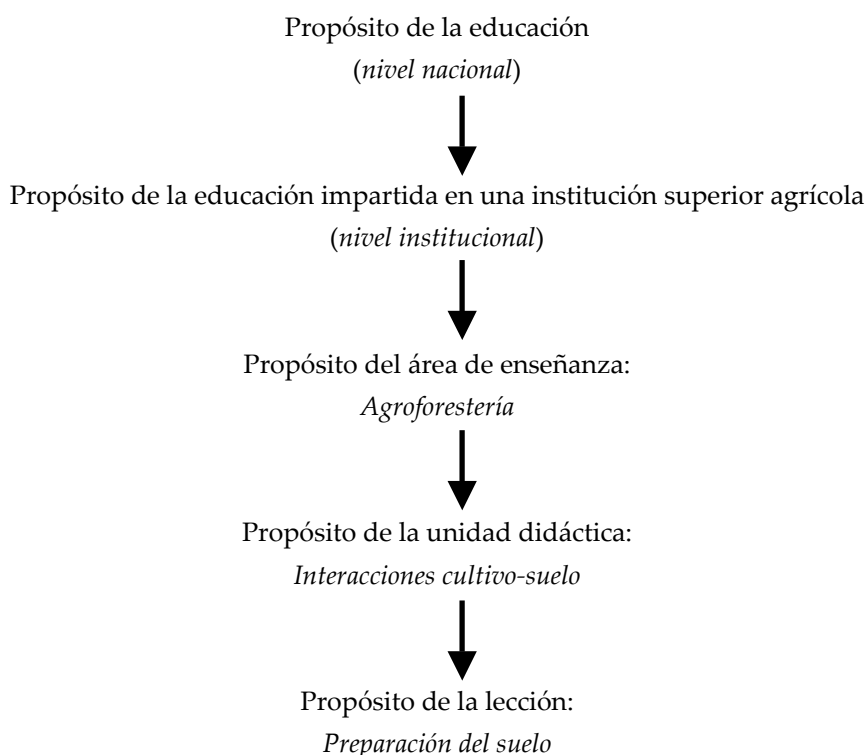 Propósito de la educación
(nivel nacional)
Propósito de la educación impartida en una institución superior agrícola
(nivel institucional)
Propósito del área de enseñanza:
Agroforestería
Propósito de la unidad didáctica:
Interacciones cultivo-suelo
Propósito de la lección:
Preparación del suelo